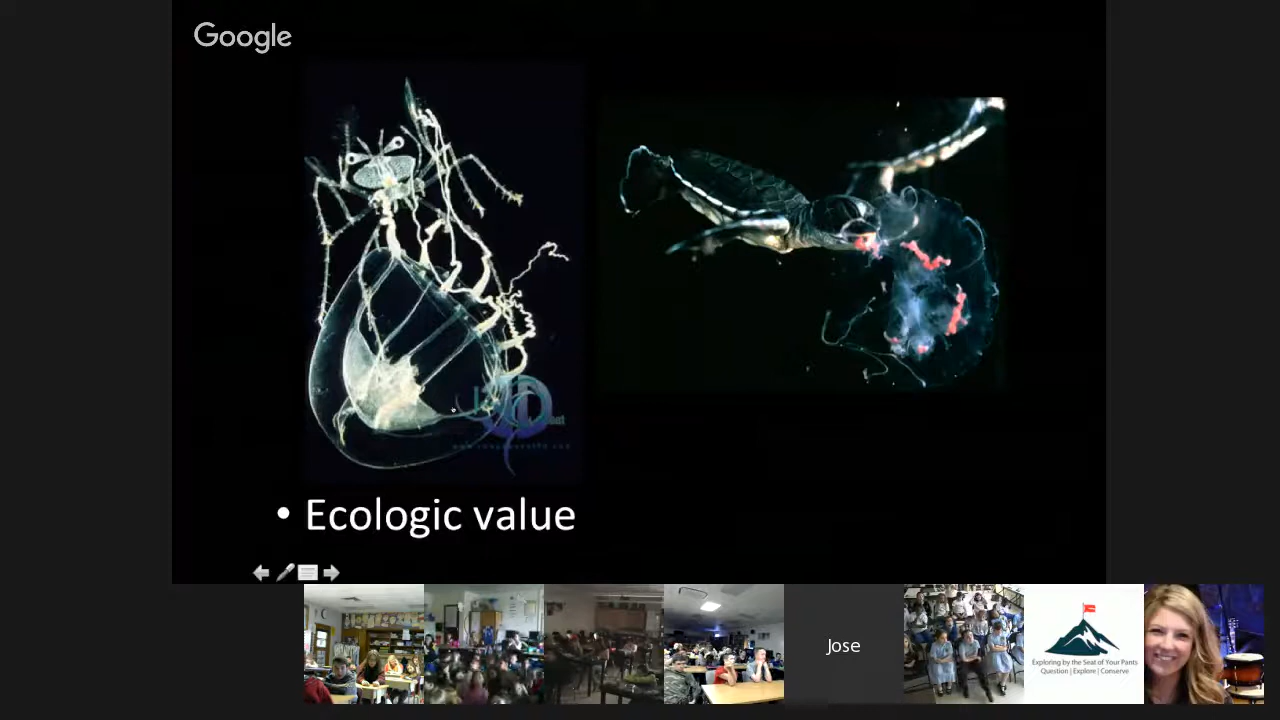 Google
• Ecologic value
Jose
Exploring by the Seat of Your Pants
Question | Explore | Conserve